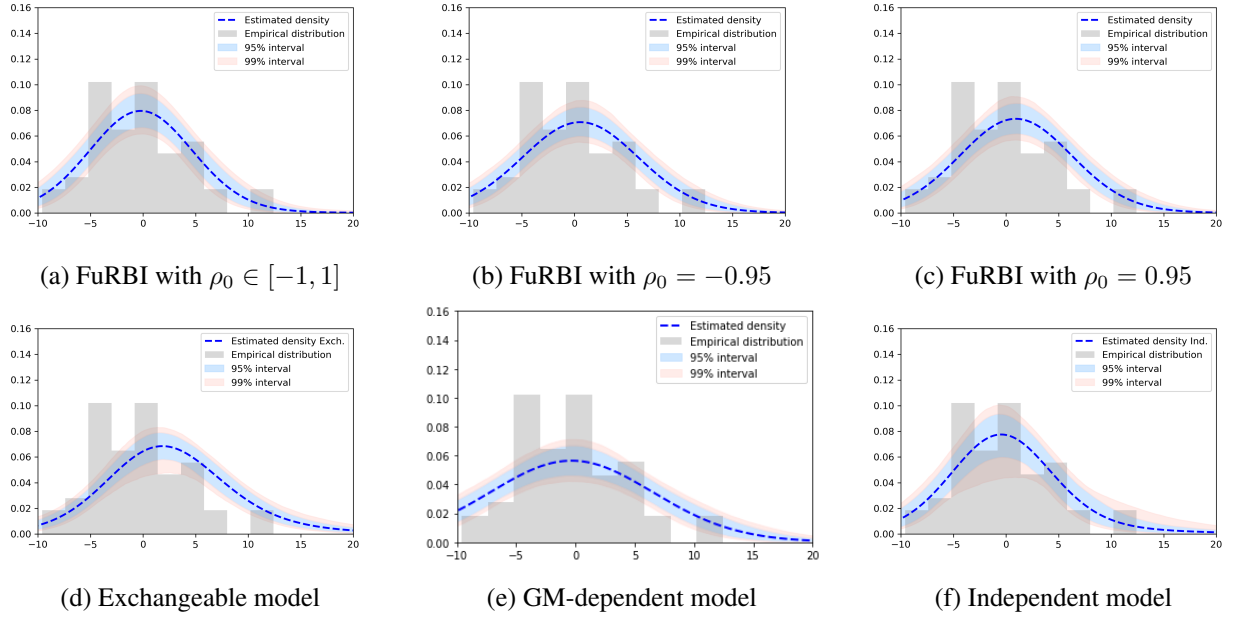 0.16
0.14
0.12
0.10
0.08
0.06
0.04
0.02
0.00
−10 −5 0 5 10 15 20
Estimated density
Empirical distribution
95% interval
99% interval
(a) FuRBI with ρ₀ ∈ [−1, 1]
0.16
0.14
0.12
0.10
0.08
0.06
0.04
0.02
0.00
−10 −5 0 5 10 15 20
Estimated density
Empirical distribution
95% interval
99% interval
(b) FuRBI with ρ₀ = −0.95
0.16
0.14
0.12
0.10
0.08
0.06
0.04
0.02
0.00
−10 −5 0 5 10 15 20
Estimated density
Empirical distribution
95% interval
99% interval
(c) FuRBI with ρ₀ = 0.95
0.16
0.14
0.12
0.10
0.08
0.06
0.04
0.02
0.00
−10 −5 0 5 10 15 20
Estimated density Exch.
Empirical distribution
95% interval
99% interval
(d) Exchangeable model
0.16
0.14
0.12
0.10
0.08
0.06
0.04
0.02
0.00
−10 −5 0 5 10 15 20
Estimated density
Empirical distribution
95% interval
99% interval
(e) GM-dependent model
0.16
0.14
0.12
0.10
0.08
0.06
0.04
0.02
0.00
−10 −5 0 5 10 15 20
Estimated density Ind.
Empirical distribution
95% interval
99% interval
(f) Independent model